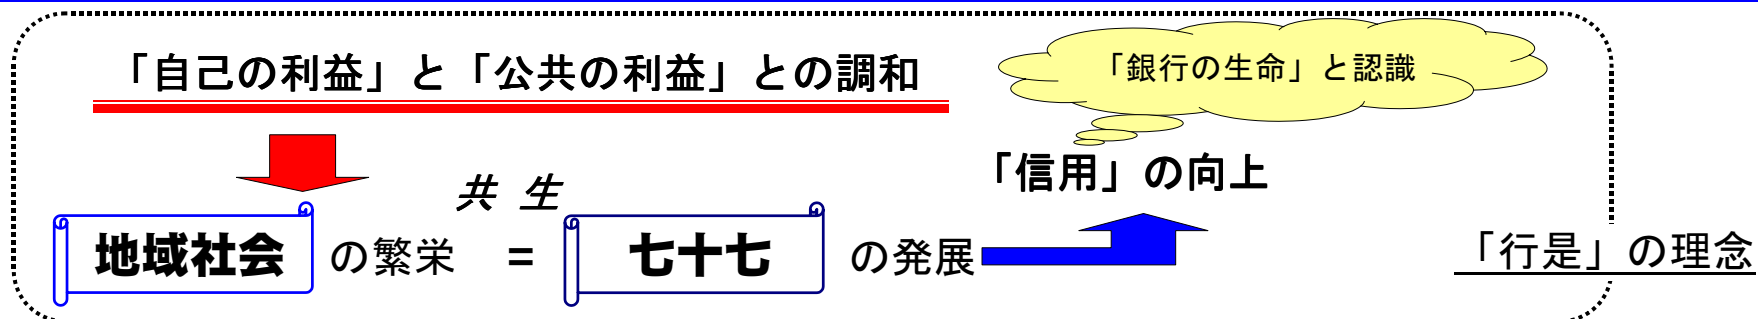 「自己の利益」と「公共の利益」との調和
「銀行の生命」と認識
「信用」の向上
共 生
地域社会 の繁栄 = 七十七 の発展
「行是」の理念